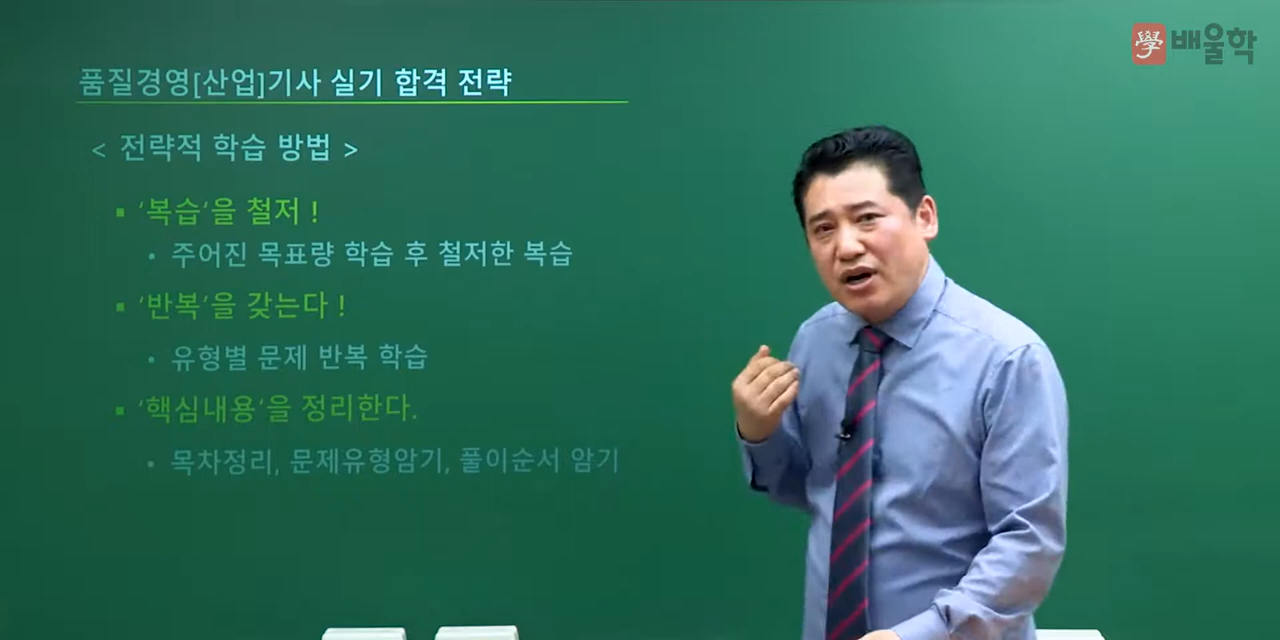 學 배울학
품질경영[산업]기사 실기 합격 전략
< 전략적 학습 방법 >
▪ ‘복습‘을 철저 !
• 주어진 목표량 학습 후 철저한 복습
▪ ‘반복’을 갖는다 !
• 유형별 문제 반복 학습
▪ ‘핵심내용‘을 정리한다.
• 목차정리, 문제유형암기, 풀이순서 암기